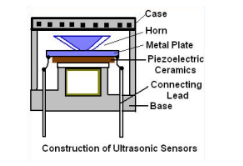 Case
Horn
Metal Plate
Piezoelectric
Ceramics
Connecting
Lead
Base
Construction of Ultrasonic Sensors